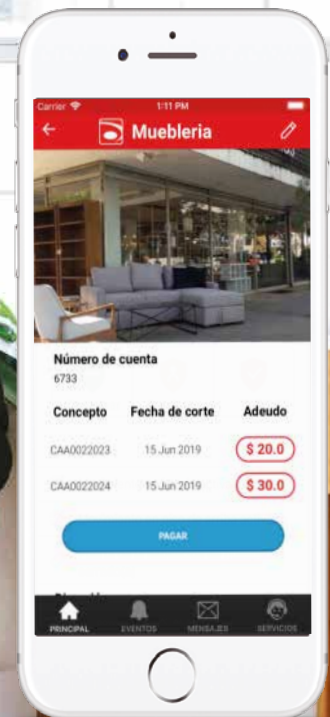 Carrier 1:11 PM
Muebleria
Número de cuenta
6733
Concepto Fecha de corte Adeudo
CAA0022023 15 Jun 2019 $ 20.0
CAA0022024 15 Jun 2019 $ 30.0
PAGAR
PRINCIPAL EVENTOS MENSAJES SERVICIOS